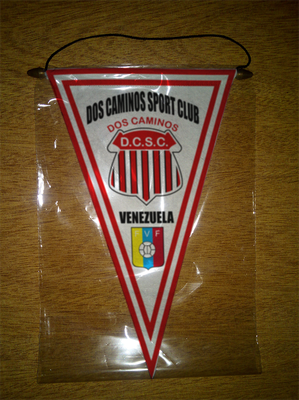 DOS CAMINOS SPORT CLUB
DOS CAMINOS
D.C.S.C.
VENEZUELA
F V F